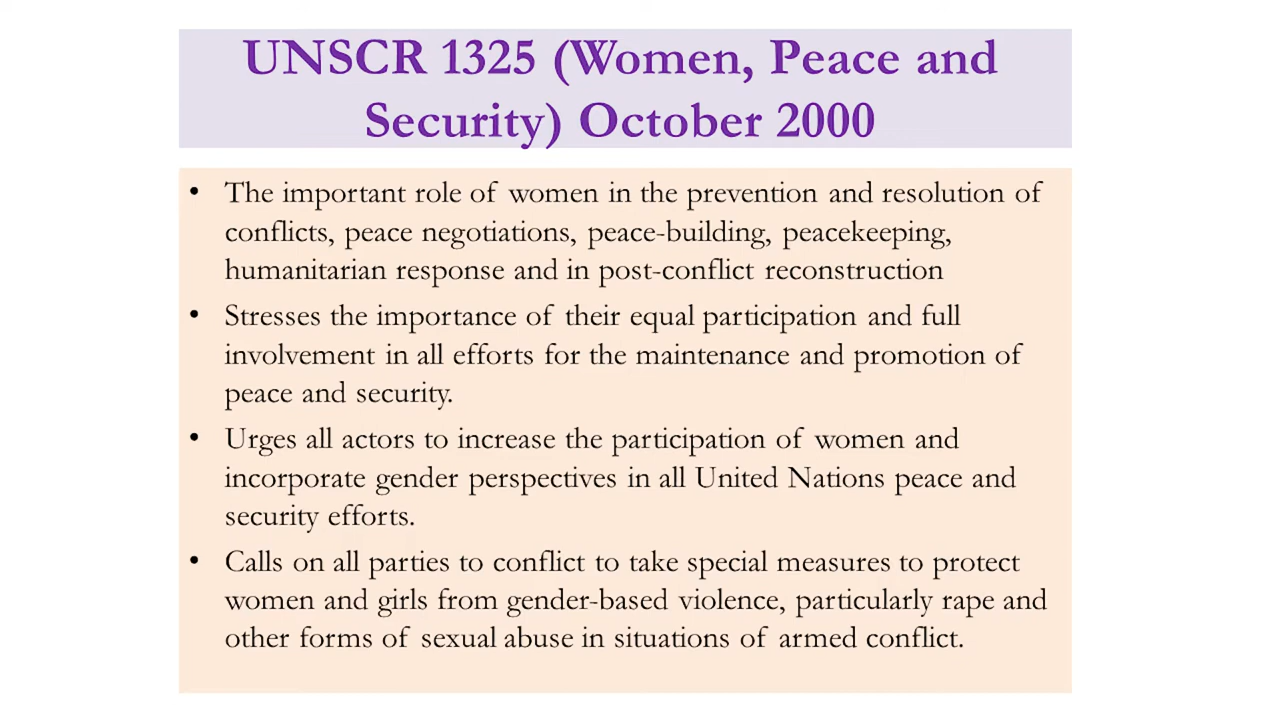 UNSCR 1325 (Women, Peace and
Security) October 2000
• The important role of women in the prevention and resolution of
conflicts, peace negotiations, peace-building, peacekeeping,
humanitarian response and in post-conflict reconstruction
• Stresses the importance of their equal participation and full
involvement in all efforts for the maintenance and promotion of
peace and security.
• Urges all actors to increase the participation of women and
incorporate gender perspectives in all United Nations peace and
security efforts.
• Calls on all parties to conflict to take special measures to protect
women and girls from gender-based violence, particularly rape and
other forms of sexual abuse in situations of armed conflict.